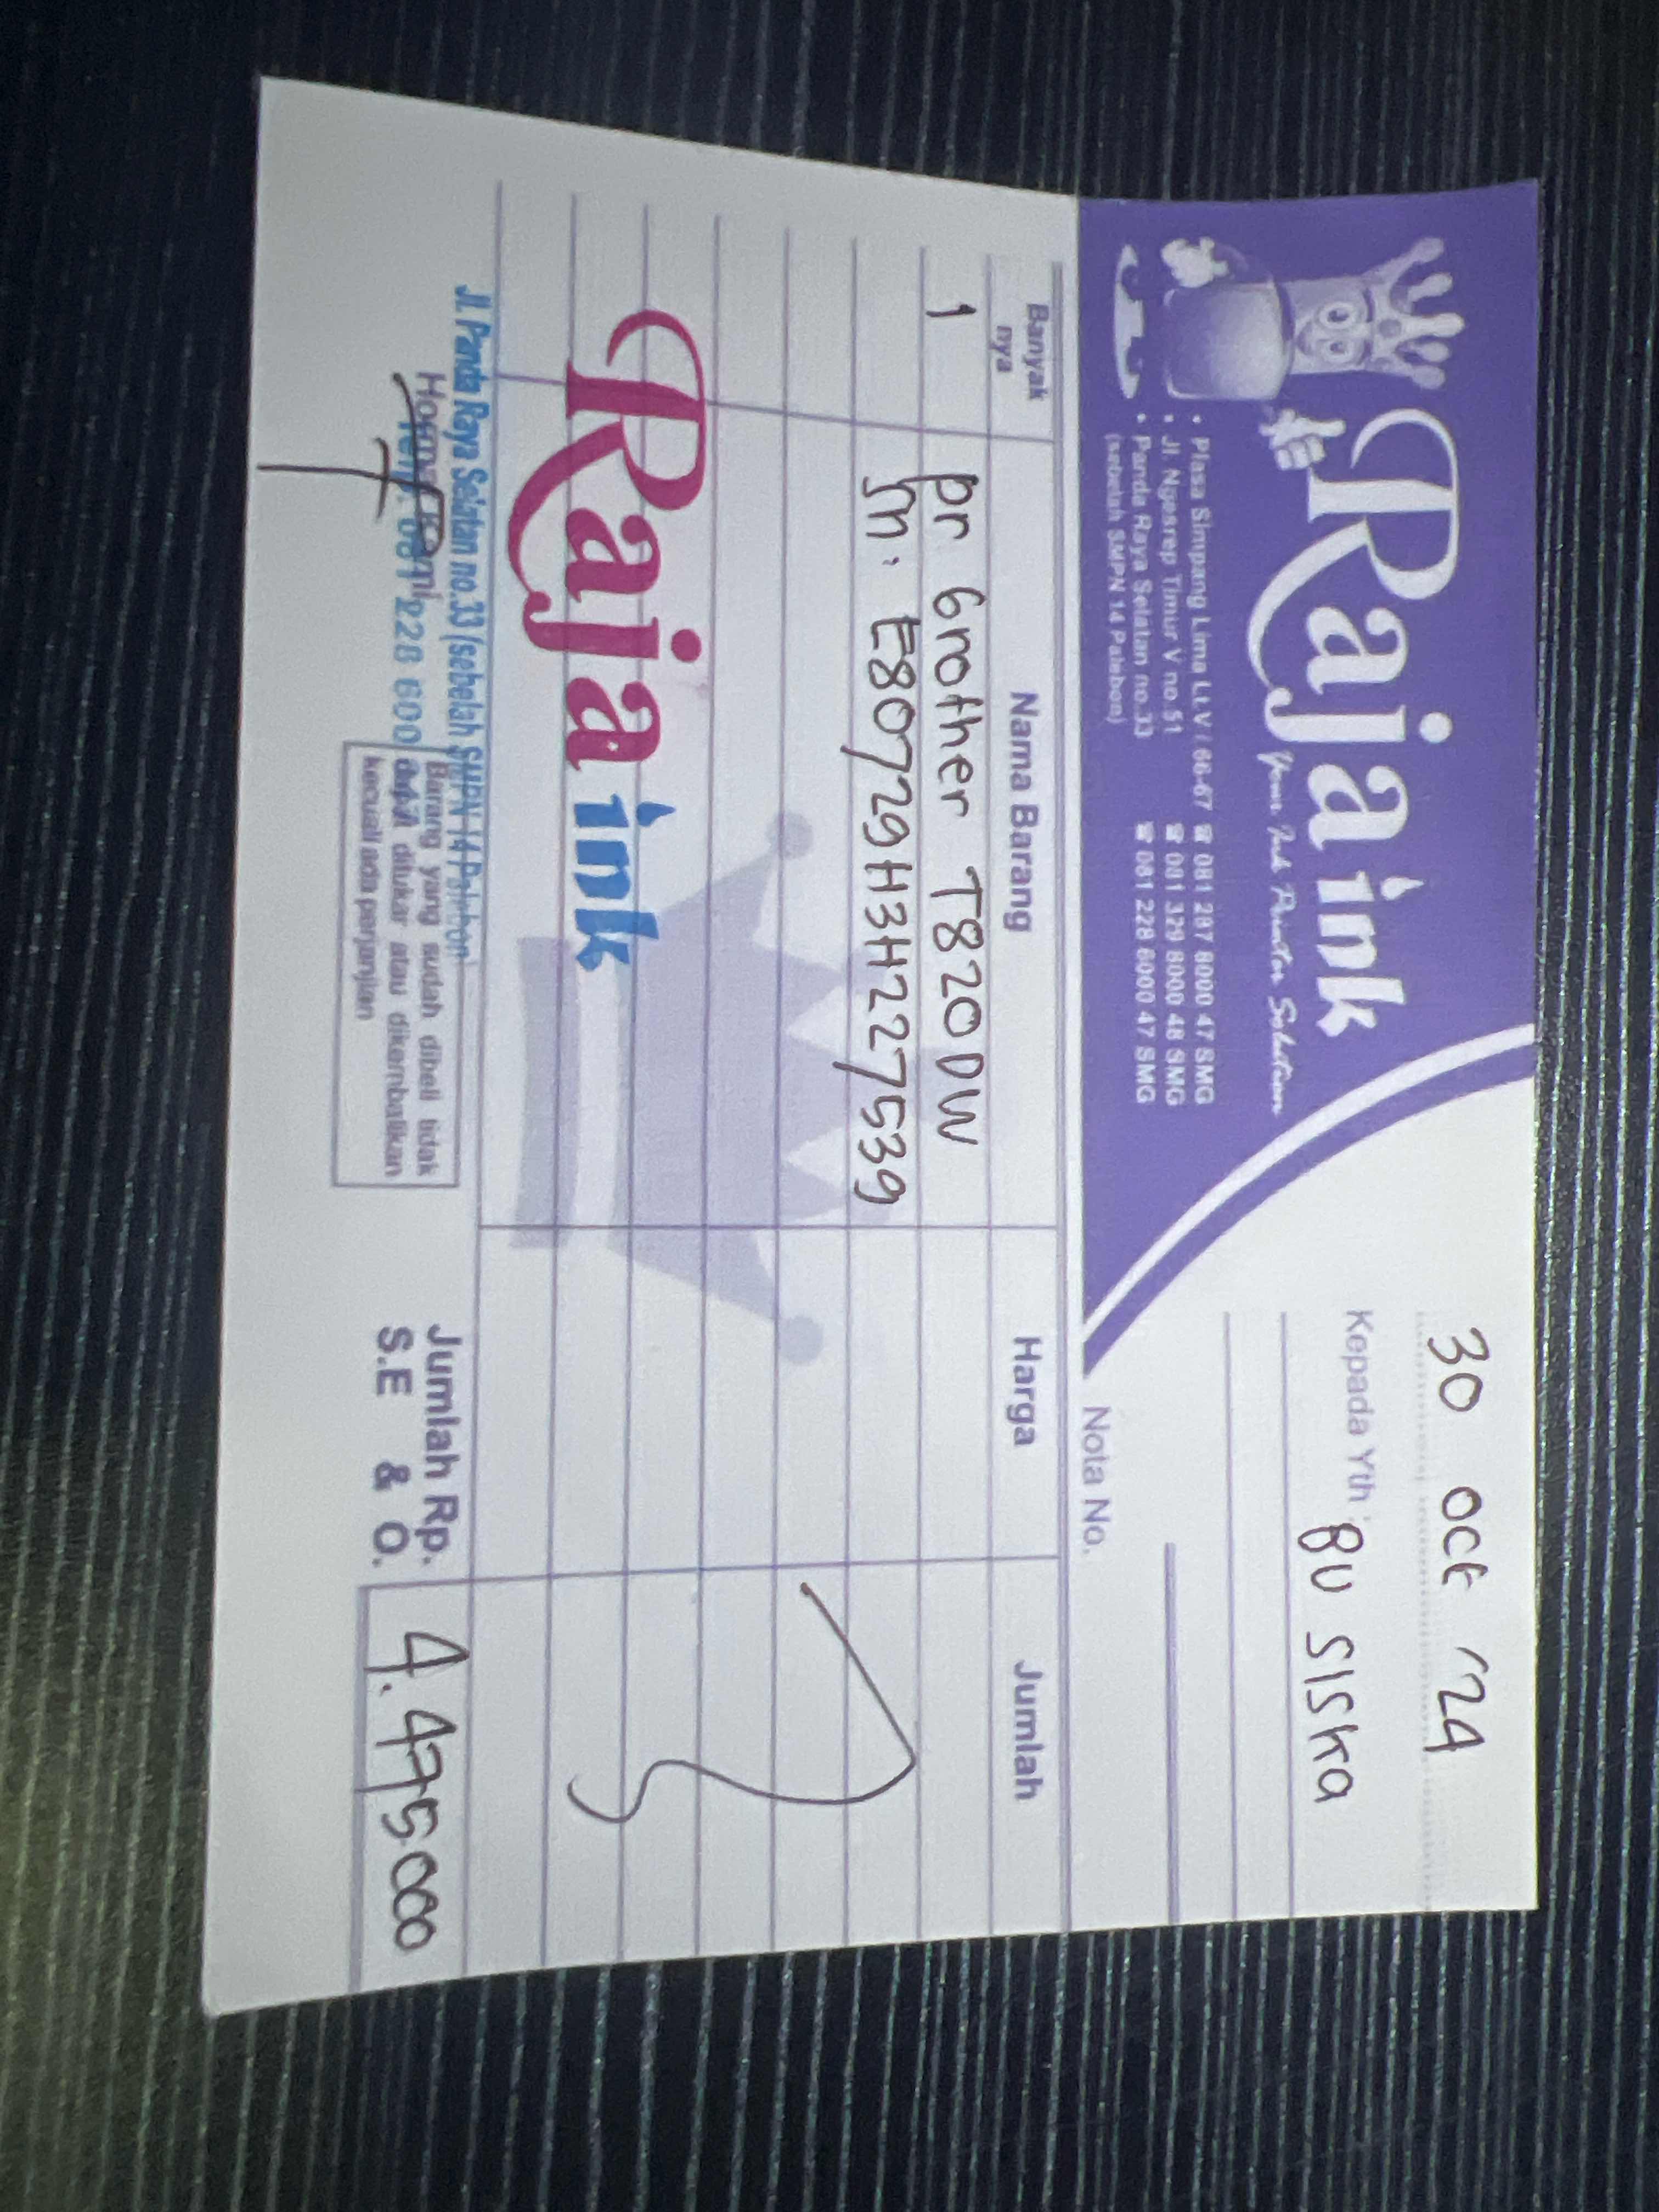 Raja ink
Your Ink Printer Solution
• Plasa Simpang Lima Lt.V / 66-67 ☎ 081 287 8000 47 SMG
• Jl. Ngesrep Timur V no.51 ☎ 081 329 8000 48 SMG
• Panda Raya Selatan no.33 ☎ 081 228 6000 47 SMG
(sebelah SMPN 14 Palebon)
30 Oct '24
Kepada Yth : BU SISKA
Nota No.
Banyak nya Nama Barang Harga Jumlah
1 pr Brother T820DW
sn. E80729H3H227539
Raja ink
Jl. Panda Raya Selatan no.33 (sebelah SMPN 14 Palebon)
Hormat Kami
081 228 600
Barang yang sudah dibeli tidak
dapat ditukar atau dikembalikan
kecuali ada perjanjian
Jumlah Rp. 4.475000
S.E & O.